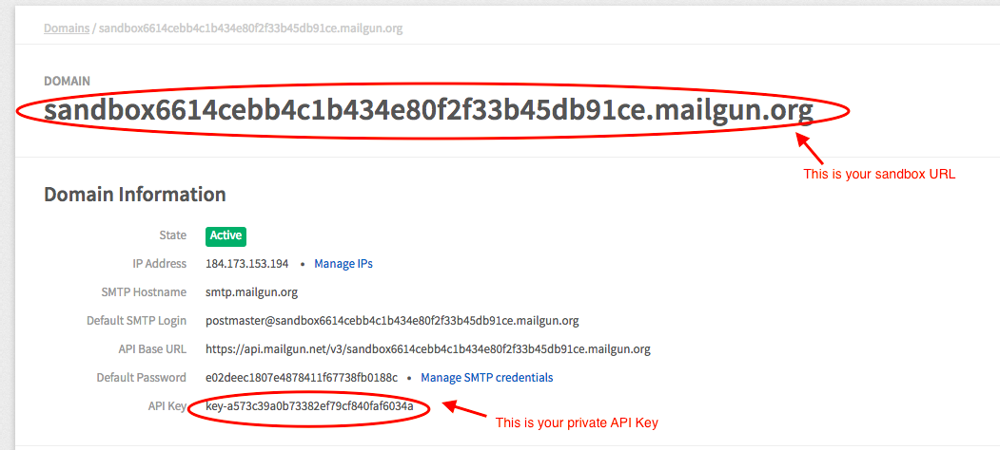 Domains / sandbox6614cebb4c1b434e80f2f33b45db91ce.mailgun.org
DOMAIN
sandbox6614cebb4c1b434e80f2f33b45db91ce.mailgun.org
This is your sandbox URL
Domain Information
State Active
IP Address 184.173.153.194 • Manage IPs
SMTP Hostname smtp.mailgun.org
Default SMTP Login postmaster@sandbox6614cebb4c1b434e80f2f33b45db91ce.mailgun.org
API Base URL https://api.mailgun.net/v3/sandbox6614cebb4c1b434e80f2f33b45db91ce.mailgun.org
Default Password e02deec1807e4878411f67738fb0188c • Manage SMTP credentials
API Key key-a573c39a0b73382ef79cf840faf6034a
This is your private API Key